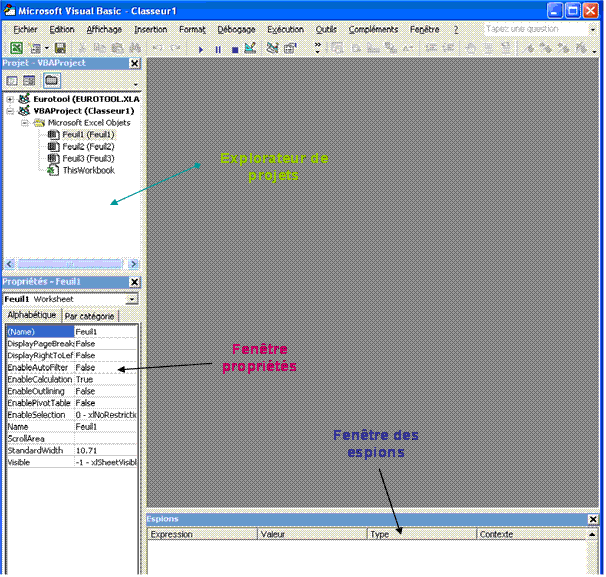 Microsoft Visual Basic - Classeur1
Fichier Edition Affichage Insertion Format Débogage Exécution Outils Compléments Fenêtre ? Tapez une question
Projet - VBAProject
Eurotool (EUROTOOL.XLA
VBAProject (Classeur1)
Microsoft Excel Objets
Feuil1 (Feuil1)
Feuil2 (Feuil2)
Feuil3 (Feuil3)
ThisWorkbook
Explorateur de
projets
Propriétés - Feuil1
Feuil1 Worksheet
Alphabétique Par catégorie
(Name) Feuil1
DisplayPageBreaks False
DisplayRightToLef False
EnableAutoFilter False
EnableCalculation True
EnableOutlining False
EnablePivotTable False
EnableSelection 0 - xlNoRestrictio
Name Feuil1
ScrollArea
StandardWidth 10.71
Visible -1 - xlSheetVisibl
Fenêtre
propriétés
Fenêtre des
espions
Espions
Expression Valeur Type Contexte